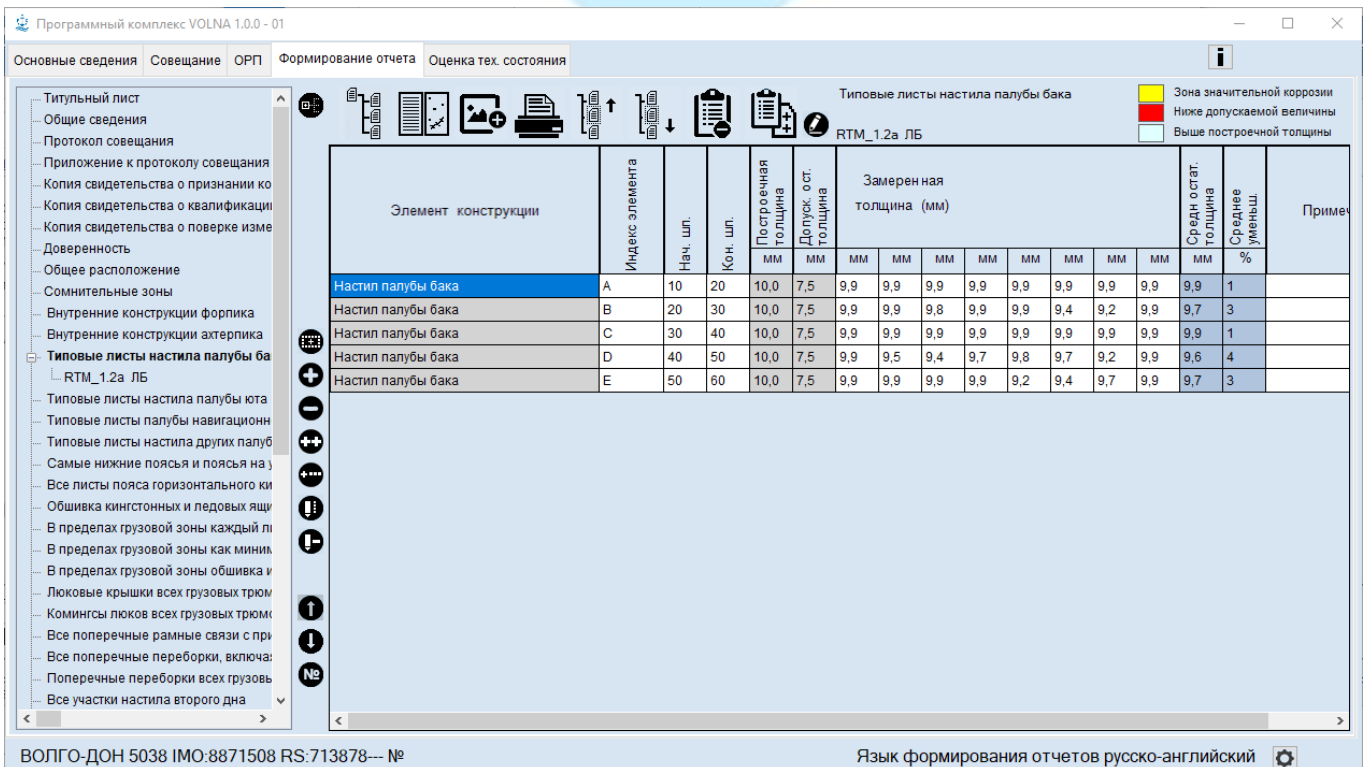 Программный комплекс VOLNA 1.0.0 - 01
Основные сведения Совещание ОРП Формирование отчета Оценка тех. состояния
Титульный лист
Общие сведения
Протокол совещания
Приложение к протоколу совещания
Копия свидетельства о признании ко
Копия свидетельства о квалификаци
Копия свидетельства о поверке изме
Доверенность
Общее расположение
Сомнительные зоны
Внутренние конструкции форпика
Внутренние конструкции ахтерпика
Типовые листы настила палубы ба
RTM_1.2а ЛБ
Типовые листы настила палубы юта
Типовые листы палубы навигационн
Типовые листы настила других палуб
Самые нижние поясья и поясья на у
Все листы пояса горизонтального ки
Обшивка кингстонных и ледовых ящи
В пределах грузовой зоны каждый ли
В пределах грузовой зоны как миним
В пределах грузовой зоны обшивка и
Люковые крышки всех грузовых трюм
Комингсы люков всех грузовых трюмо
Все поперечные рамные связи с при
Все поперечные переборки, включа
Поперечные переборки всех грузовь
Все участки настила второго дна
№
Типовые листы настила палубы бака
RTM_1.2а ЛБ
Зона значительной коррозии
Ниже допускаемой величины
Выше построечной толщины
Элемент конструкции
Индекс элемента
Нач. шп.
Кон. шп.
Построечная толщина
Допуск. ост. толщина
Замеренная
толщина (мм)
Средн остат. толщина
Среднее уменьш.
Примеч
мм мм мм мм мм мм мм мм мм мм мм %
Настил палубы бака A 10 20 10,0 7,5 9,9 9,9 9,9 9,9 9,9 9,9 9,9 9,9 9,9 1
Настил палубы бака B 20 30 10,0 7,5 9,9 9,9 9,8 9,9 9,9 9,4 9,2 9,9 9,7 3
Настил палубы бака C 30 40 10,0 7,5 9,9 9,9 9,9 9,9 9,9 9,9 9,9 9,9 9,9 1
Настил палубы бака D 40 50 10,0 7,5 9,9 9,5 9,4 9,7 9,8 9,7 9,2 9,9 9,6 4
Настил палубы бака E 50 60 10,0 7,5 9,9 9,9 9,9 9,9 9,2 9,4 9,7 9,9 9,7 3
ВОЛГО-ДОН 5038 IMO:8871508 RS:713878--- №
Язык формирования отчетов русско-английский